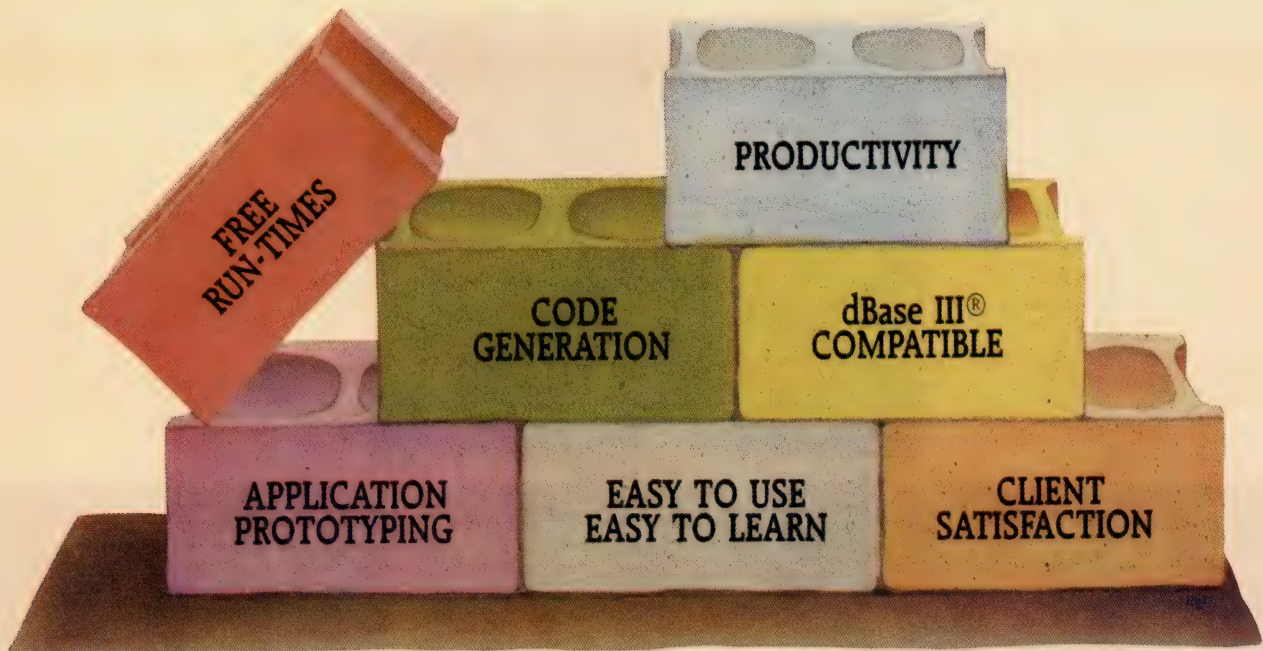 PRODUCTIVITY
FREE
RUN-TIMES
CODE
GENERATION
dBase III®
COMPATIBLE
APPLICATION
PROTOTYPING
EASY TO USE
EASY TO LEARN
CLIENT
SATISFACTION